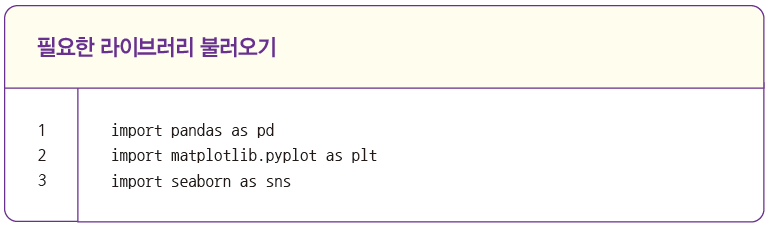 필요한 라이브러리 불러오기
1 import pandas as pd
2 import matplotlib.pyplot as plt
3 import seaborn as sns